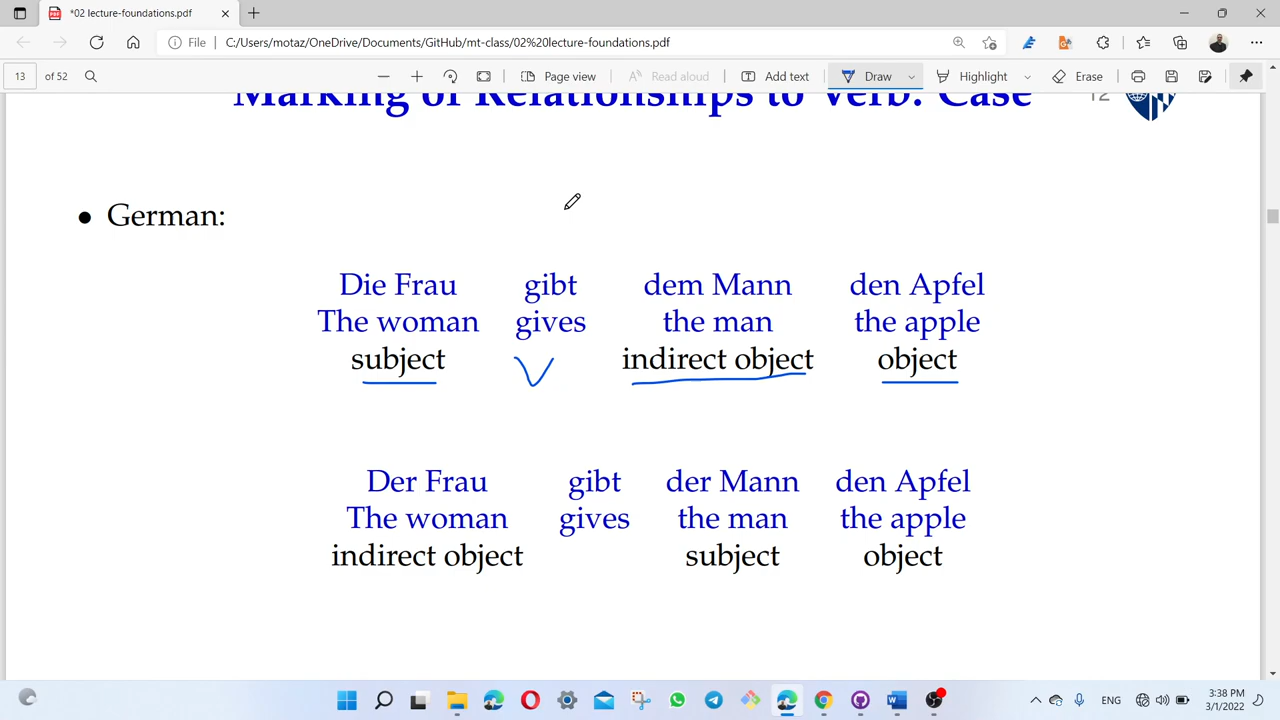 *02 lecture-foundations.pdf
File C:/Users/motaz/OneDrive/Documents/GitHub/mt-class/02%20lecture-foundations.pdf
13 of 52 Page view Read aloud Add text Draw Highlight Erase
Marking of Relationships to Verb: Case 12
• German:
Die Frau gibt dem Mann den Apfel
The woman gives the man the apple
subject V indirect object object
Der Frau gibt der Mann den Apfel
The woman gives the man the apple
indirect object subject object
ENG
3:38 PM
3/1/2022